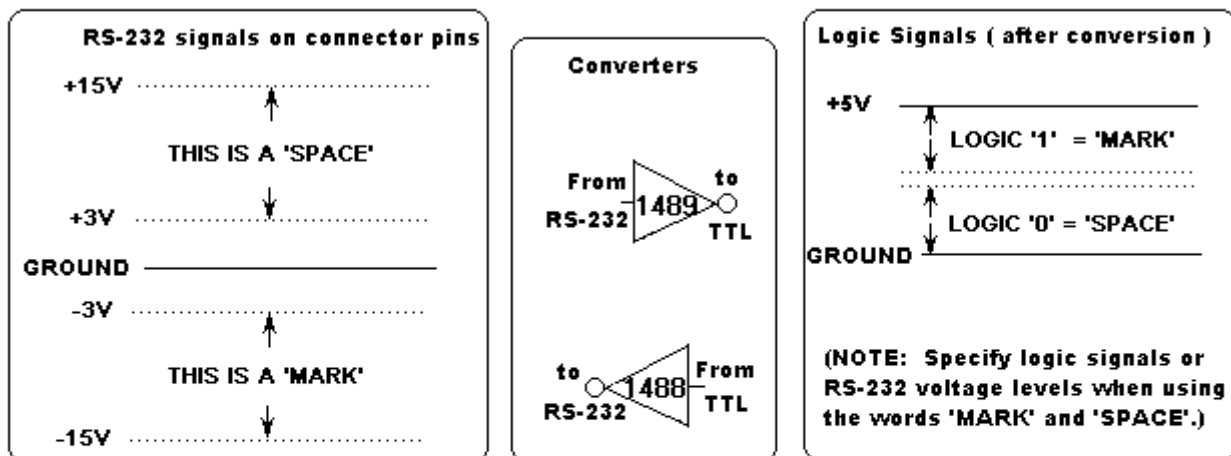 RS-232 signals on connector pins
+15V
THIS IS A 'SPACE'
+3V
GROUND
-3V
THIS IS A 'MARK'
-15V
Converters
From
RS-232
1489
to
TTL
to
RS-232
1488
From
TTL
Logic Signals ( after conversion )
+5V
LOGIC '1' = 'MARK'
LOGIC '0' = 'SPACE'
GROUND
(NOTE: Specify logic signals or
RS-232 voltage levels when using
the words 'MARK' and 'SPACE'.)